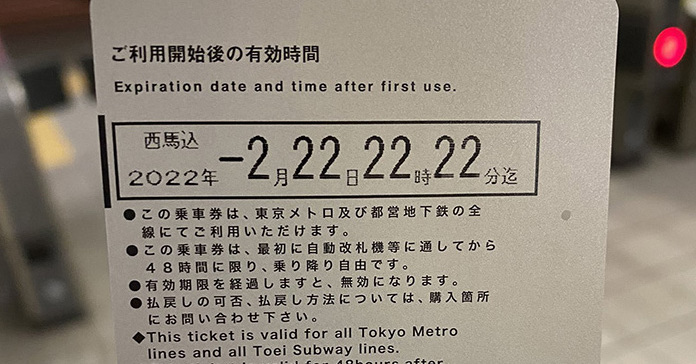 ご利用開始後の有効時間
Expiration date and time after first use.
西馬込
2022年 -2月22日22時22分迄
●この乗車券は、東京メトロ及び都営地下鉄の全
線にてご利用いただけます。
●この乗車券は、最初に自動改札機等に通してから
48時間に限り、乗り降り自由です。
●有効期限を経過しますと、無効になります。
●払戻しの可否、払戻し方法については、購入箇所
にお問い合わせ下さい。
◆This ticket is valid for all Tokyo Metro
lines and all Toei Subway lines.
valid for 48hours after